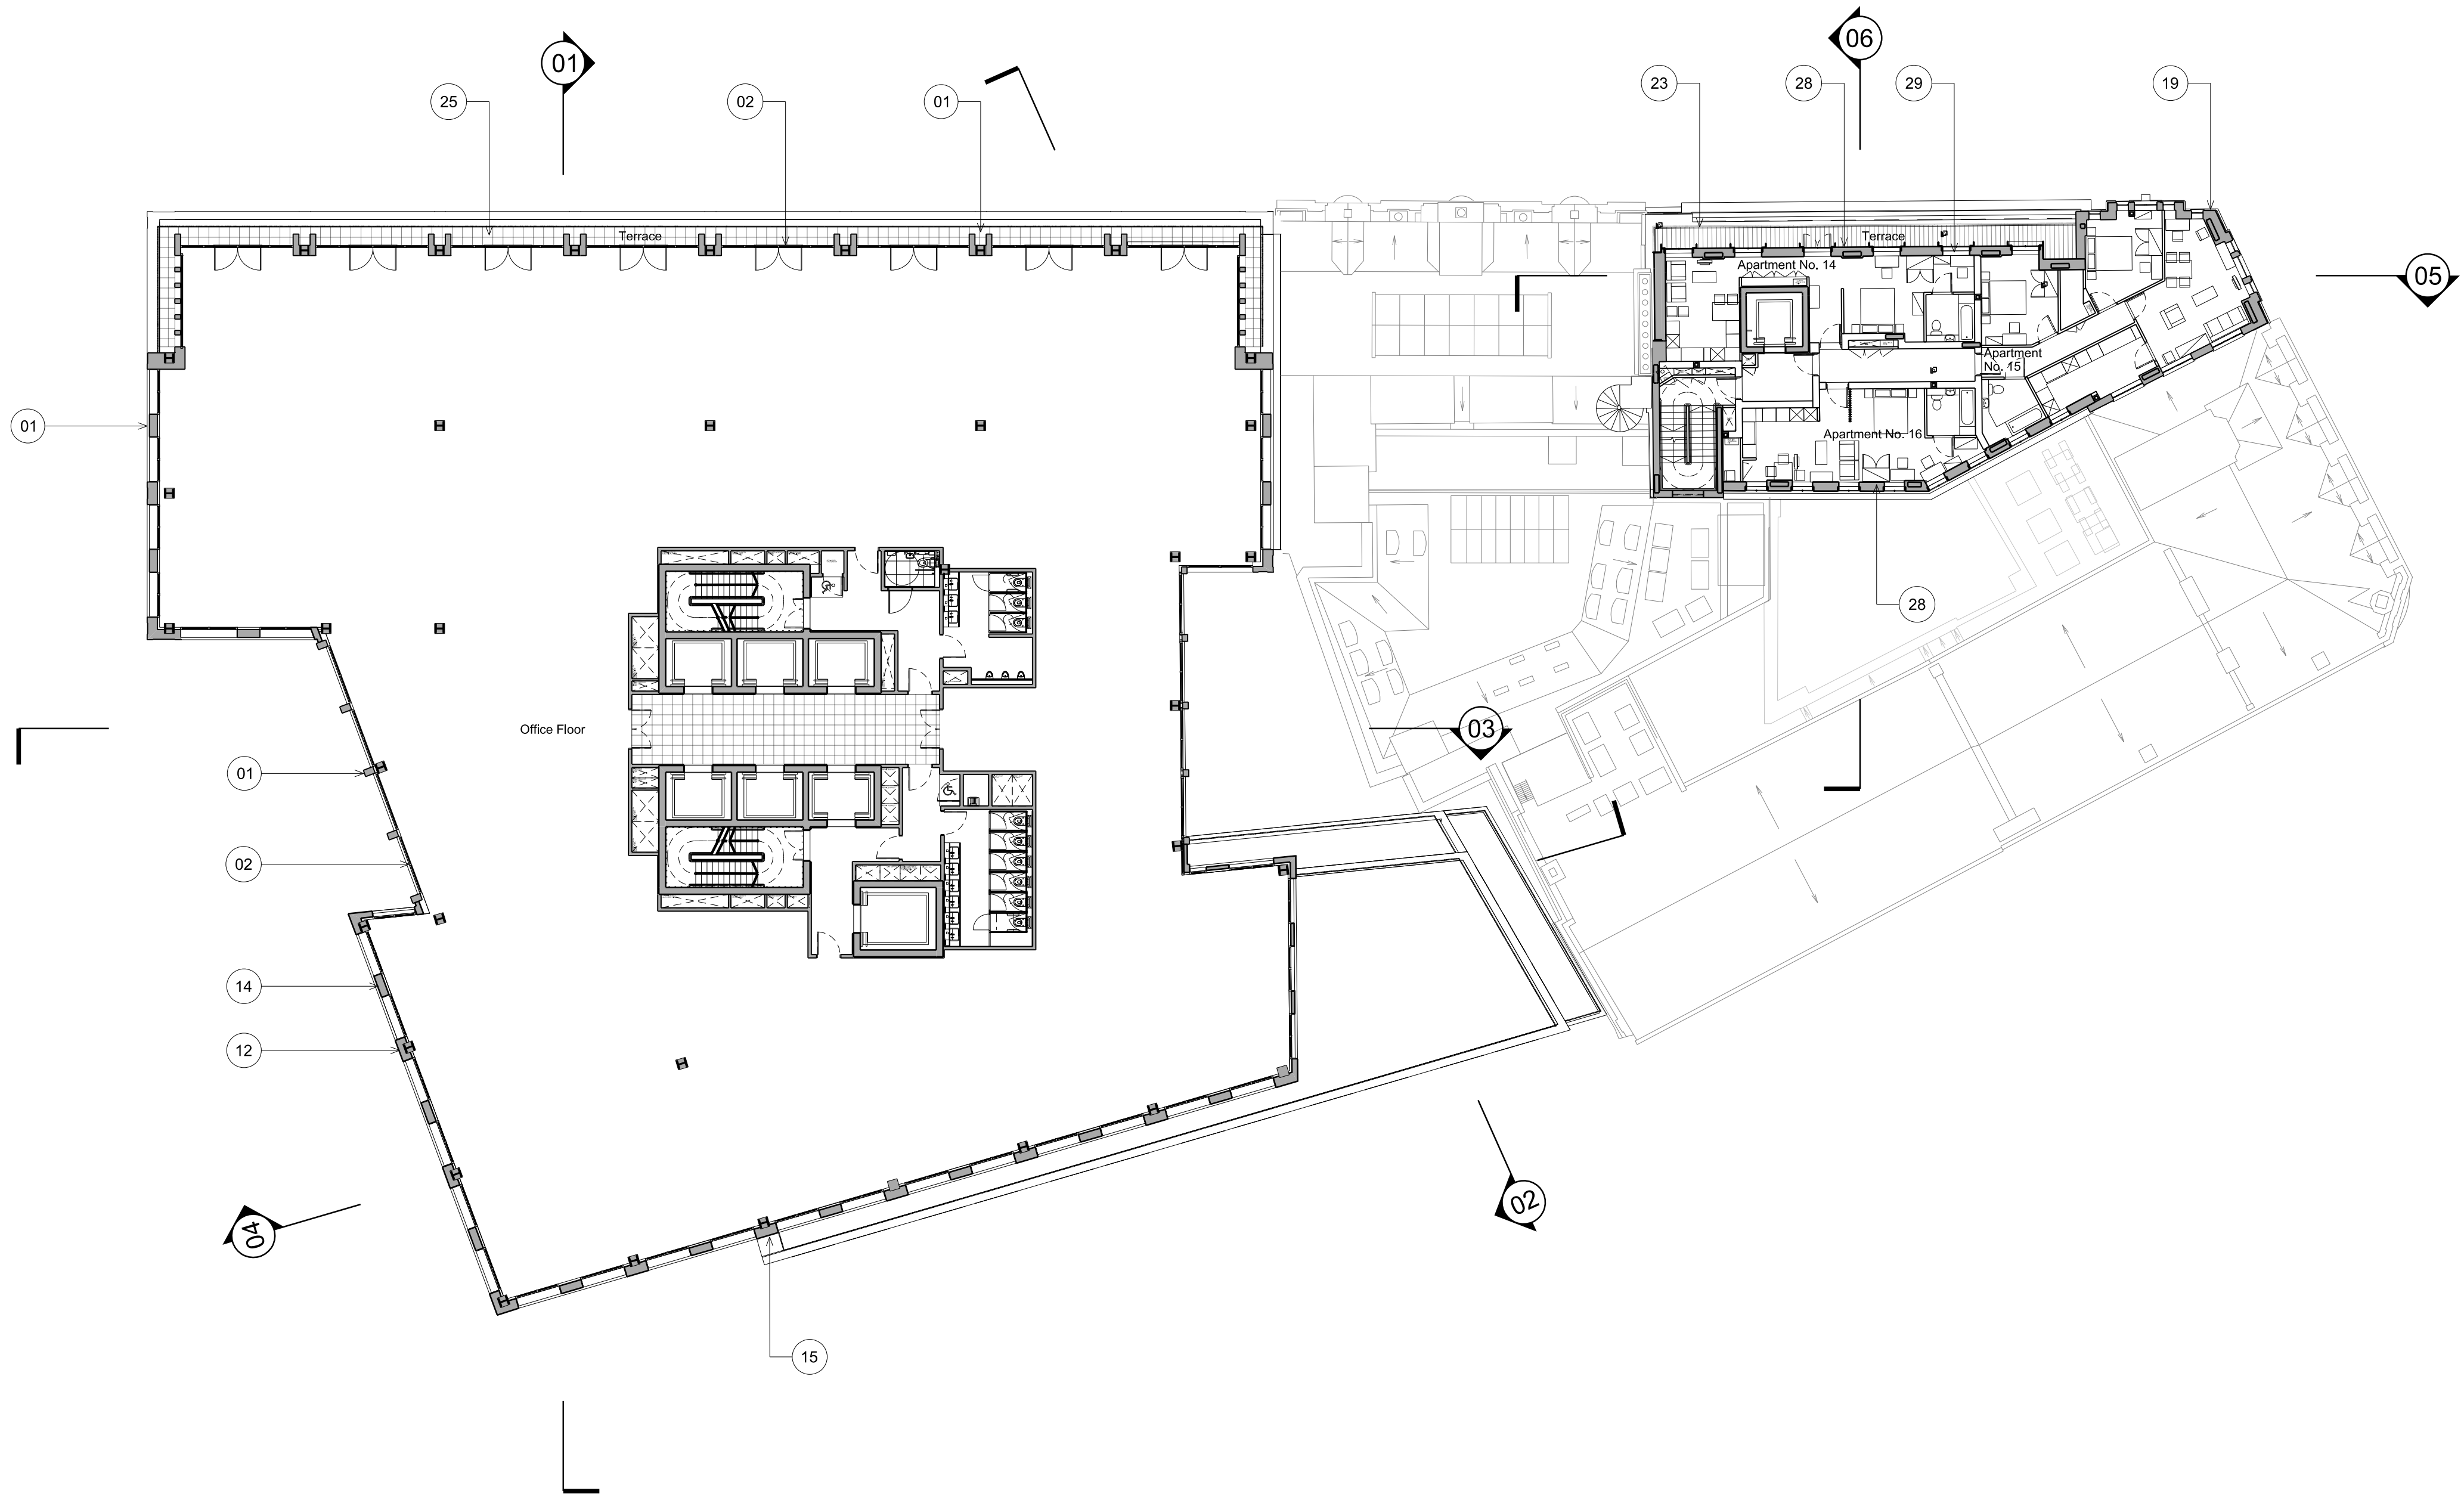 06
01
23
28
29
19
25
02
01
Terrace
Terrace
Apartment No. 14
05
Apartment
No. 15
01
Apartment No. 16
28
Office Floor
03
01
02
14
12
02
04
15